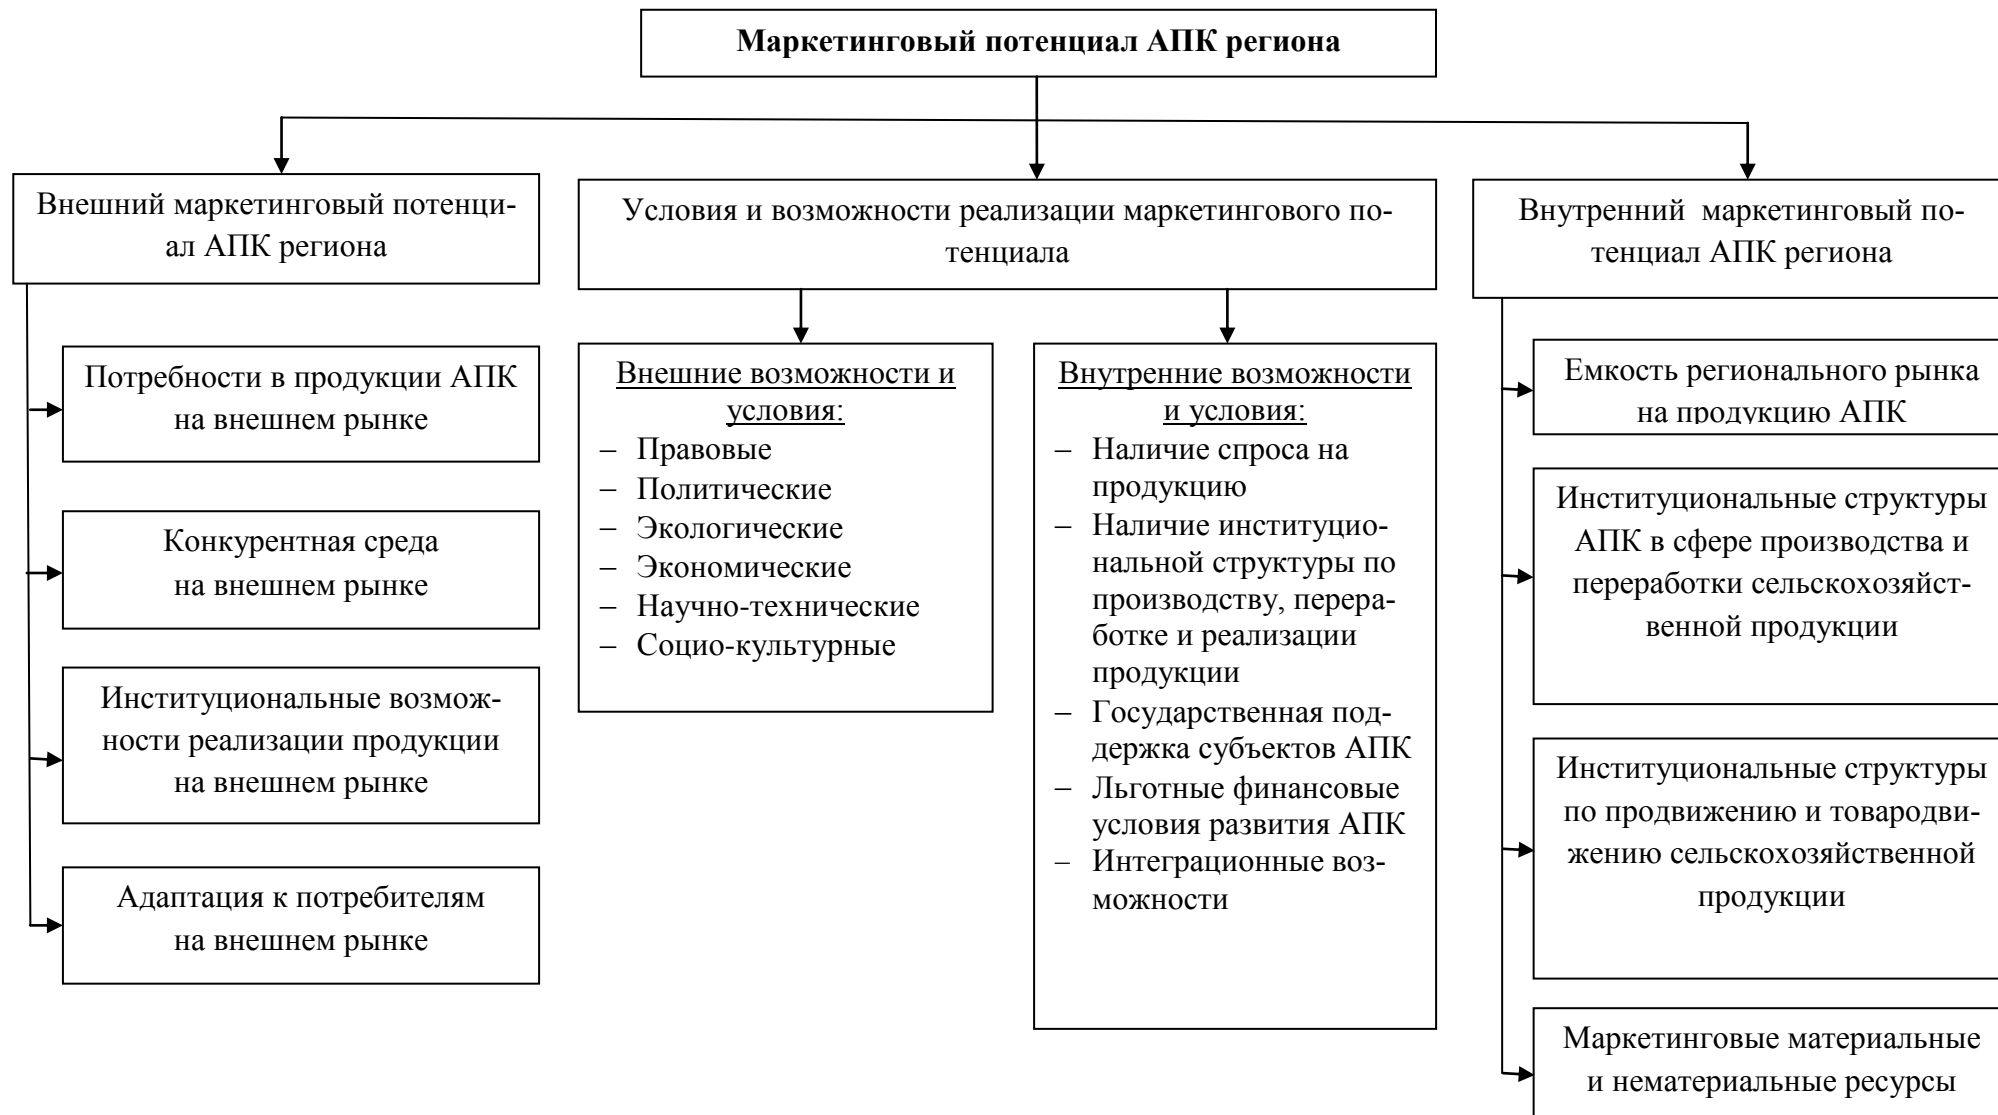 Маркетинговый потенциал АПК региона
Внешний маркетинговый потенци-
ал АПК региона
Условия и возможности реализации маркетингового по-
тенциала
Внутренний маркетинговый по-
тенциал АПК региона
Потребности в продукции АПК
на внешнем рынке
Конкурентная среда
на внешнем рынке
Институциональные возмож-
ности реализации продукции
на внешнем рынке
Адаптация к потребителям
на внешнем рынке
Внешние возможности и
условия:
– Правовые
– Политические
– Экологические
– Экономические
– Научно-технические
– Социо-культурные
Внутренние возможности
и условия:
– Наличие спроса на
продукцию
– Наличие институцио-
нальной структуры по
производству, перера-
ботке и реализации
продукции
– Государственная под-
держка субъектов АПК
– Льготные финансовые
условия развития АПК
– Интеграционные воз-
можности
Емкость регионального рынка
на продукцию АПК
Институциональные структуры
АПК в сфере производства и
переработки сельскохозяйст-
венной продукции
Институциональные структуры
по продвижению и товародви-
жению сельскохозяйственной
продукции
Маркетинговые материальные
и нематериальные ресурсы